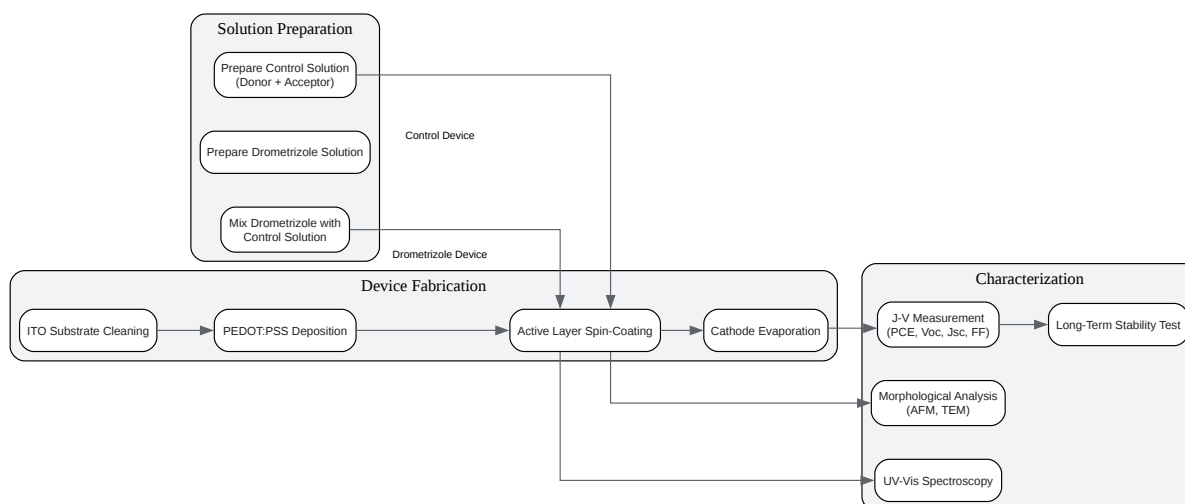 Solution Preparation
Prepare Control Solution
(Donor + Acceptor)
Control Device
Prepare Drometrizole Solution
Mix Drometrizole with
Control Solution
Drometrizole Device
Device Fabrication
ITO Substrate Cleaning
PEDOT:PSS Deposition
Active Layer Spin-Coating
Cathode Evaporation
Characterization
J-V Measurement
(PCE, Voc, Jsc, FF)
Long-Term Stability Test
Morphological Analysis
(AFM, TEM)
UV-Vis Spectroscopy